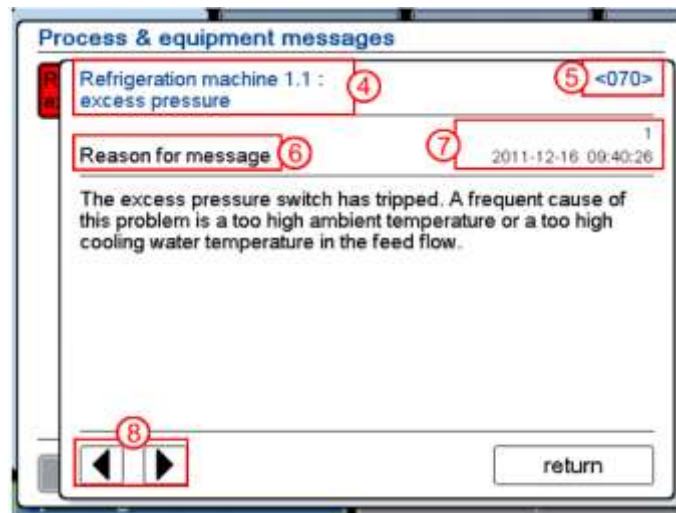 Process & equipment messages
Refrigeration machine 1.1 :
excess pressure
4
5
<070>
Reason for message
6
7
1
2011-12-16 09:40:26
The excess pressure switch has tripped. A frequent cause of
this problem is a too high ambient temperature or a too high
cooling water temperature in the feed flow.
8
return